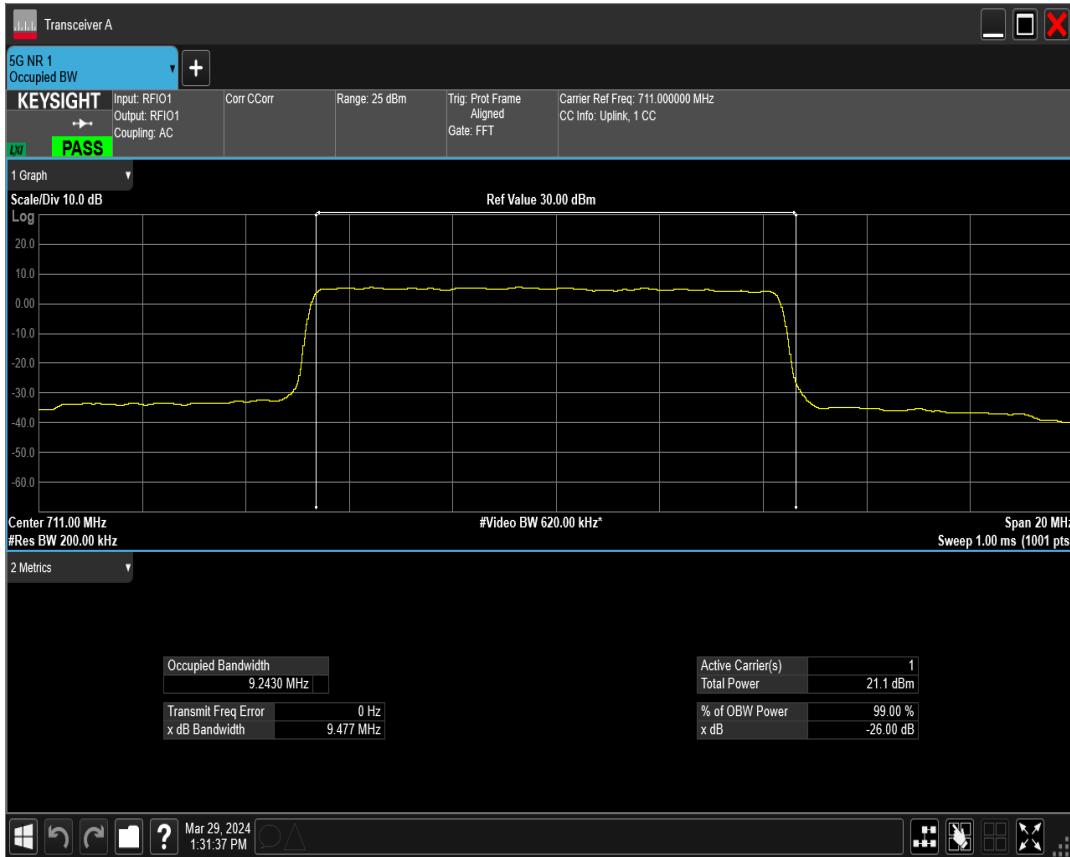 Transceiver A
5G NR 1
Occupied BW
KEYSIGHT
LXI
PASS
Input: RFIO1
Output: RFIO1
Coupling: AC
Corr CCorr
Range: 25 dBm
Trig: Prot Frame
Aligned
Gate: FFT
Carrier Ref Freq: 711.000000 MHz
CC Info: Uplink, 1 CC
1 Graph
Scale/Div 10.0 dB
Ref Value 30.00 dBm
Log
20.0
10.0
0.00
-10.0
-20.0
-30.0
-40.0
-50.0
-60.0
Center 711.00 MHz
#Video BW 620.00 kHz*
Span 20 MHz
#Res BW 200.00 kHz
Sweep 1.00 ms (1001 pts
2 Metrics
Occupied Bandwidth
9.2430 MHz
Transmit Freq Error 0 Hz
x dB Bandwidth 9.477 MHz
Active Carrier(s) 1
Total Power 21.1 dBm
% of OBW Power 99.00 %
x dB -26.00 dB
?
Mar 29, 2024
1:31:37 PM